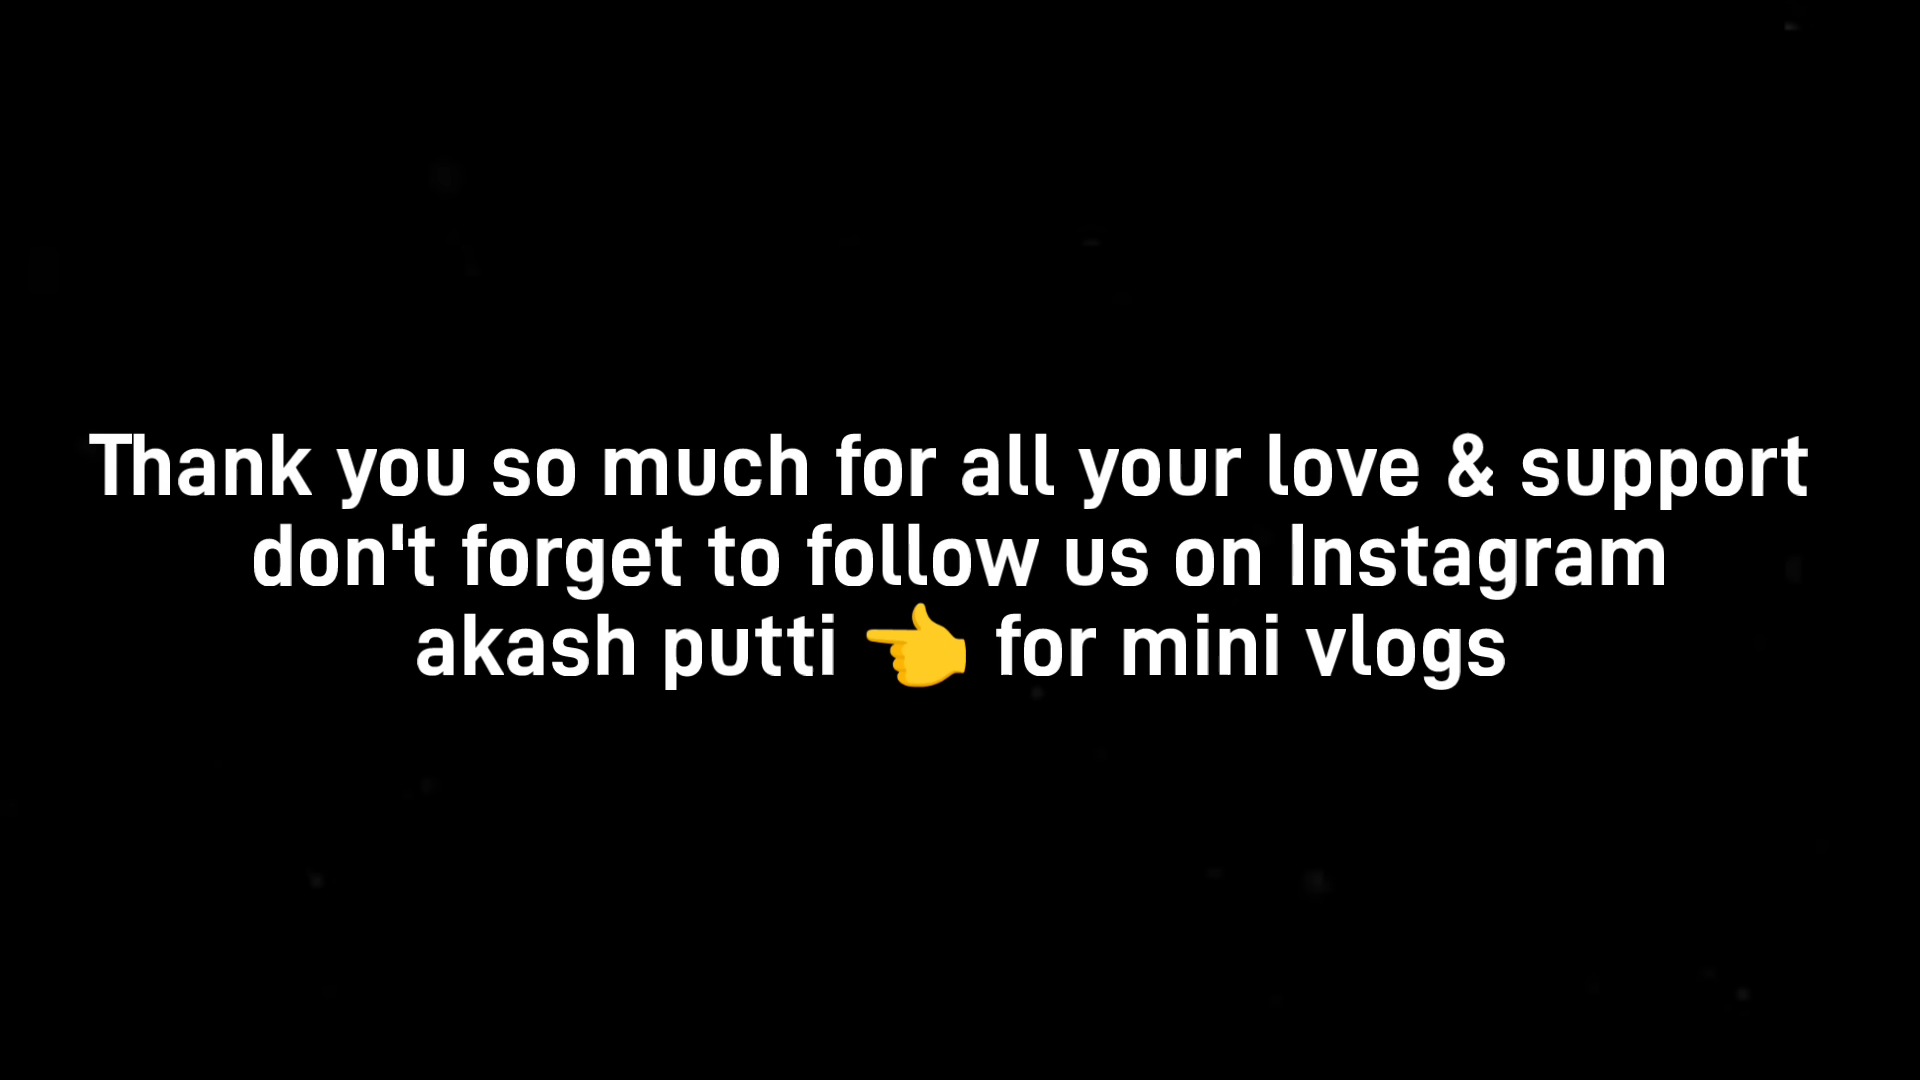 Thank you so much for all your love & support
don't forget to follow us on Instagram
akash putti 👈 for mini vlogs